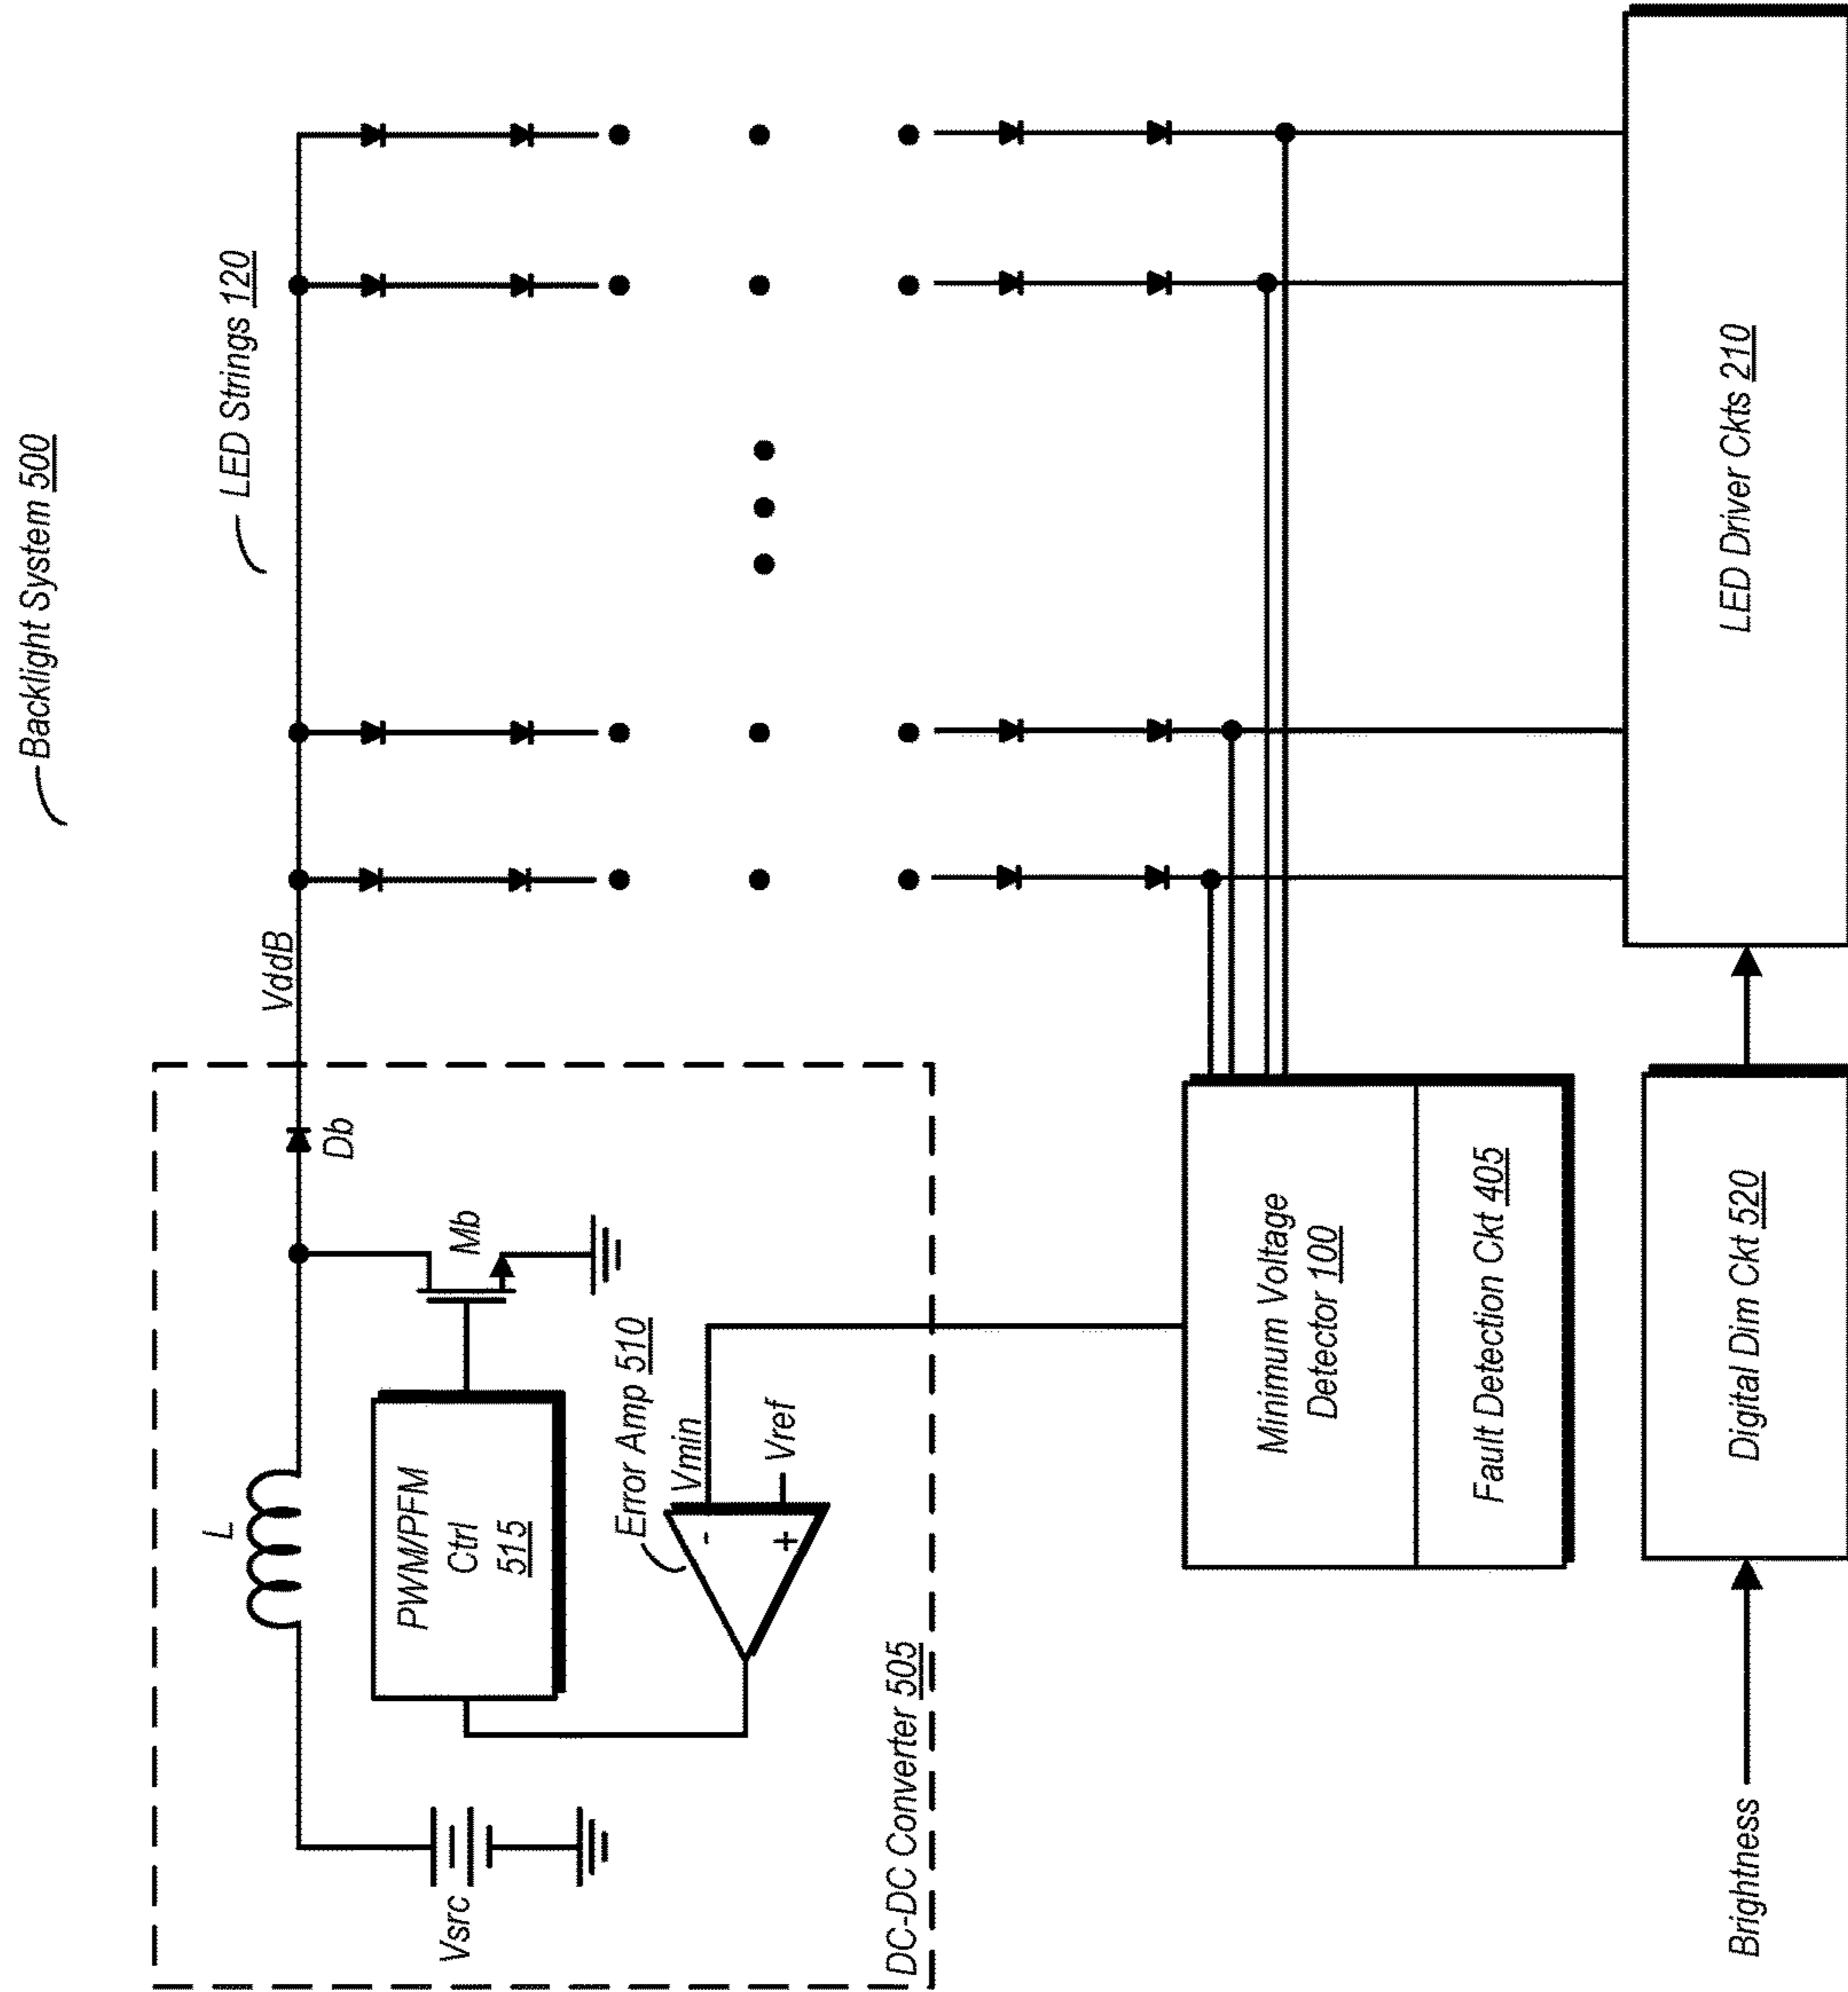 Backlight System 500
LED Strings 120
VddB
L
Db
Mb
PWM/PFM
Ctrl
515
Vsrc
Error Amp 510
Vmin
Vref
-
+
DC-DC Converter 505
Minimum Voltage
Detector 100
Fault Detection Ckt 405
LED Driver Ckts 210
Digital Dim Ckt 520
Brightness